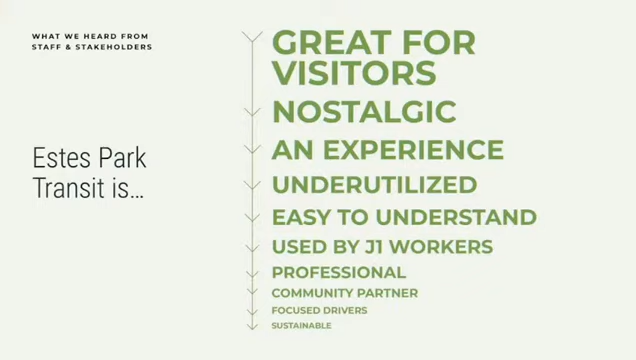 WHAT WE HEARD FROM
STAFF & STAKEHOLDERS
Estes Park
Transit is...
GREAT FOR
VISITORS
NOSTALGIC
AN EXPERIENCE
UNDERUTILIZED
EASY TO UNDERSTAND
USED BY J1 WORKERS
PROFESSIONAL
COMMUNITY PARTNER
FOCUSED DRIVERS
SUSTAINABLE